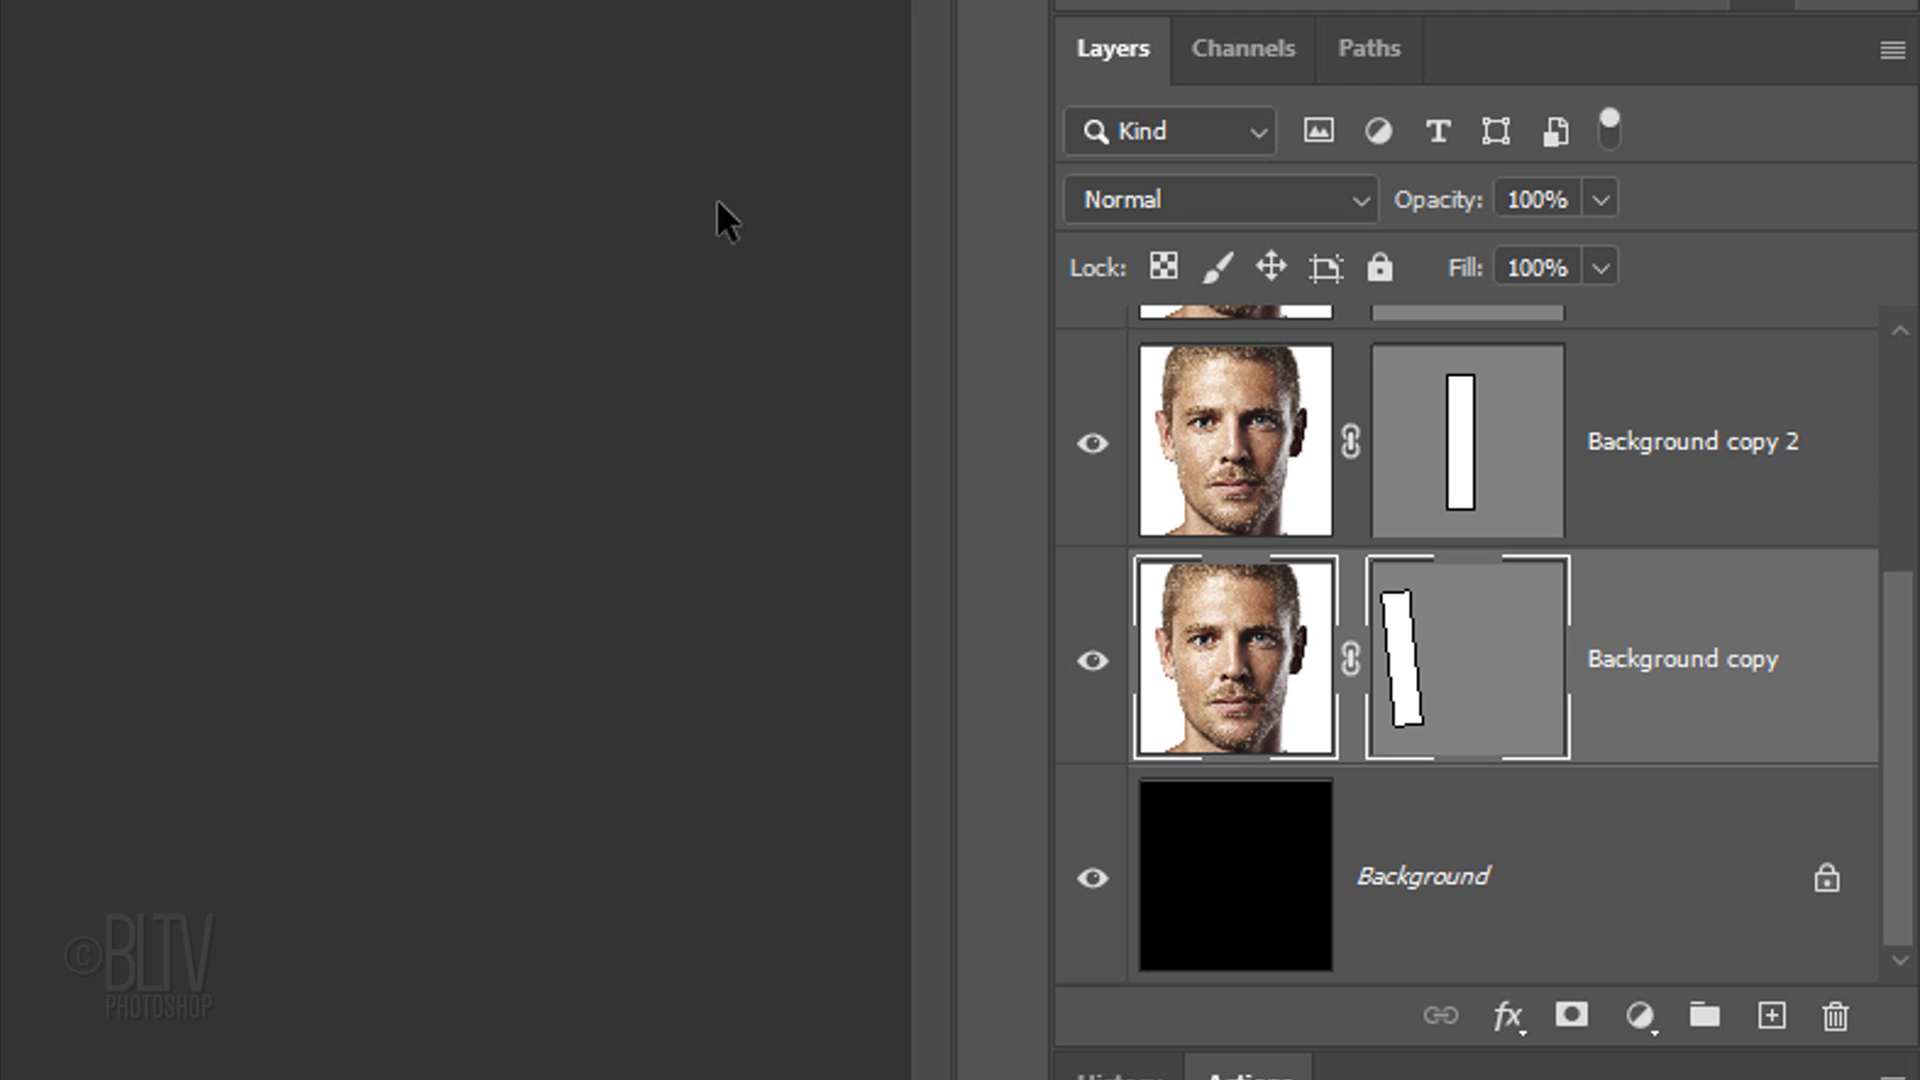 Layers Channels Paths
Kind
Normal Opacity: 100%
Lock: Fill: 100%
Background copy 2
Background copy
Background
fx
©BLTV
PHOTOSHOP